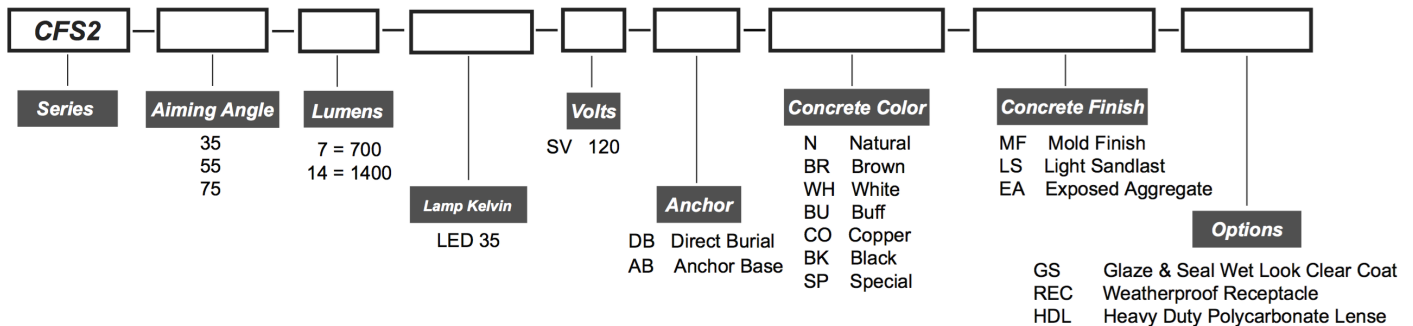 CFS2
Series
Aiming Angle
35
55
75
Lumens
7 = 700
14 = 1400
Lamp Kelvin
LED 35
Volts
SV 120
Anchor
DB Direct Burial
AB Anchor Base
Concrete Color
N Natural
BR Brown
WH White
BU Buff
CO Copper
BK Black
SP Special
Concrete Finish
MF Mold Finish
LS Light Sandlast
EA Exposed Aggregate
Options
GS Glaze & Seal Wet Look Clear Coat
REC Weatherproof Receptacle
HDL Heavy Duty Polycarbonate Lense